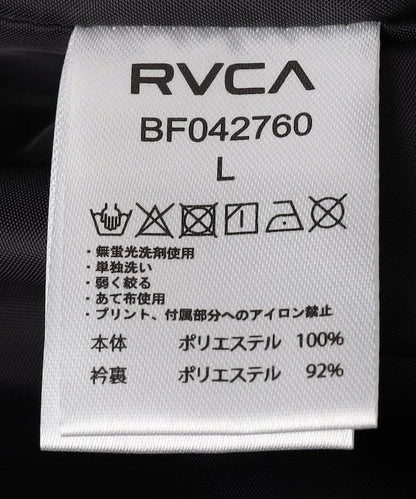 RVCA
BF042760
L
・無蛍光洗剤使用
・単独洗い
・弱く絞る
・あて布使用
・プリント、付属部分へのアイロン禁止
本体 ポリエステル 100%
衿裏 ポリエステル 92%